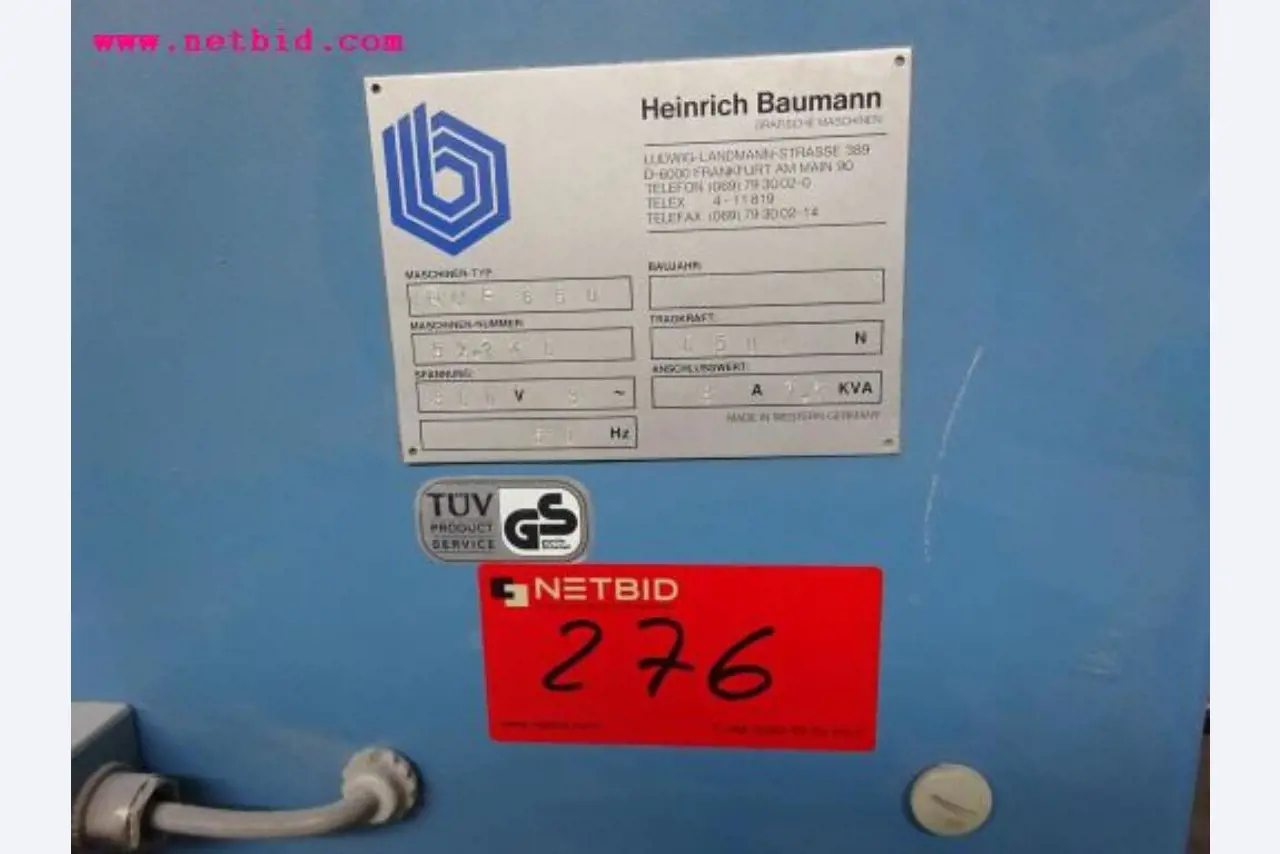 www.netbid.com
Heinrich Baumann
GRAFISCHE MASCHINEN
LUDWIG-LANDMANN-STRASSE 389
D-6000 FRANKFURT AM MAIN 90
TELEFON (069) 79 30 02-0
TELEX 4-11 819
TELEFAX (069) 79 30 02-14
MASCHINEN-TYP:
BAUJAHR:
MASCHINEN-NUMMER:
TRAGKRAFT:
N
SPANNUNG:
V ~
ANSCHLUSSWERT:
A KVA
Hz
MADE IN WESTERN GERMANY
TÜV
PRODUCT
SERVICE
GS
NETBID
276